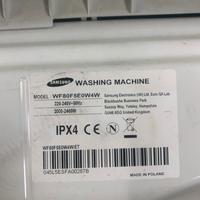 SAMSUNG WASHING MACHINE
MODEL : WF80F5E0W4W
220-240V~50Hz
2000-2400W
Samsung Electronics (UK) Ltd, Euro QA Lab
Blackbushe Business Park
Saxony Way, Yateley, Hampshire
GU46 6GG United Kingdom
IPX4
WF80F5E0W4W/ET
MADE IN POLAND